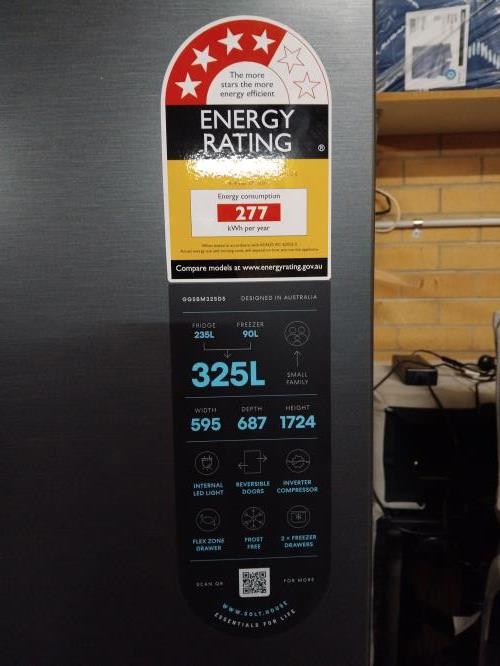 The more
stars the more
energy efficient
ENERGY
RATING ®
Energy consumption
277
kWh per year
Compare models at www.energyrating.gov.au
GGSBM325DS DESIGNED IN AUSTRALIA
FRIDGE FREEZER
235L 90L
325L
SMALL
FAMILY
WIDTH DEPTH HEIGHT
595 687 1724
INTERNAL REVERSIBLE INVERTER
LED LIGHT DOORS COMPRESSOR
FLEX ZONE FROST 2 × FREEZER
DRAWER FREE DRAWERS
SCAN QR FOR MORE
WWW.SOLT.HOUSE
ESSENTIALS FOR LIFE